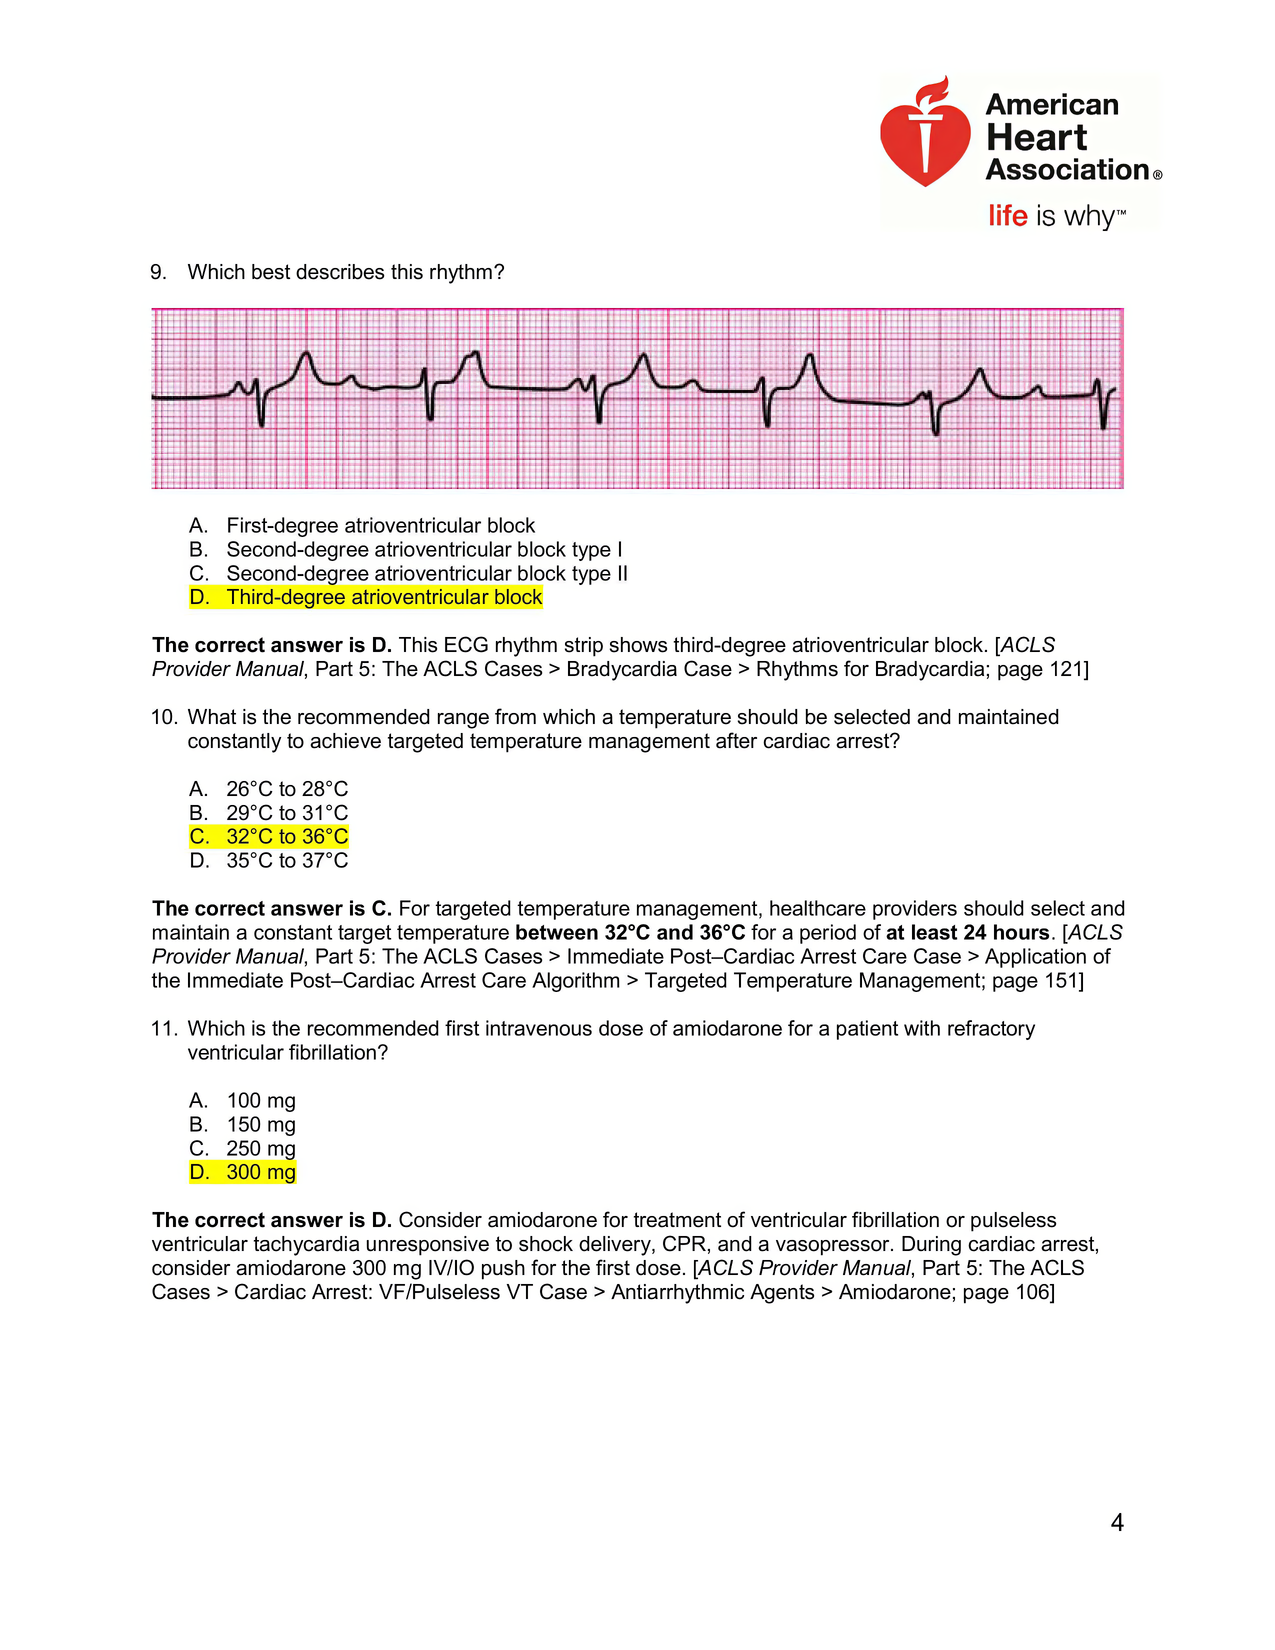 American
Heart
Association®
life is why™
9. Which best describes this rhythm?
A. First-degree atrioventricular block
B. Second-degree atrioventricular block type I
C. Second-degree atrioventricular block type II
D. Third-degree atrioventricular block
The correct answer is D. This ECG rhythm strip shows third-degree atrioventricular block. [ACLS
Provider Manual, Part 5: The ACLS Cases > Bradycardia Case > Rhythms for Bradycardia; page 121]
10. What is the recommended range from which a temperature should be selected and maintained
constantly to achieve targeted temperature management after cardiac arrest?
A. 26°C to 28°C
B. 29°C to 31°C
C. 32°C to 36°C
D. 35°C to 37°C
The correct answer is C. For targeted temperature management, healthcare providers should select and
maintain a constant target temperature between 32°C and 36°C for a period of at least 24 hours. [ACLS
Provider Manual, Part 5: The ACLS Cases > Immediate Post–Cardiac Arrest Care Case > Application of
the Immediate Post–Cardiac Arrest Care Algorithm > Targeted Temperature Management; page 151]
11. Which is the recommended first intravenous dose of amiodarone for a patient with refractory
ventricular fibrillation?
A. 100 mg
B. 150 mg
C. 250 mg
D. 300 mg
The correct answer is D. Consider amiodarone for treatment of ventricular fibrillation or pulseless
ventricular tachycardia unresponsive to shock delivery, CPR, and a vasopressor. During cardiac arrest,
consider amiodarone 300 mg IV/IO push for the first dose. [ACLS Provider Manual, Part 5: The ACLS
Cases > Cardiac Arrest: VF/Pulseless VT Case > Antiarrhythmic Agents > Amiodarone; page 106]
4